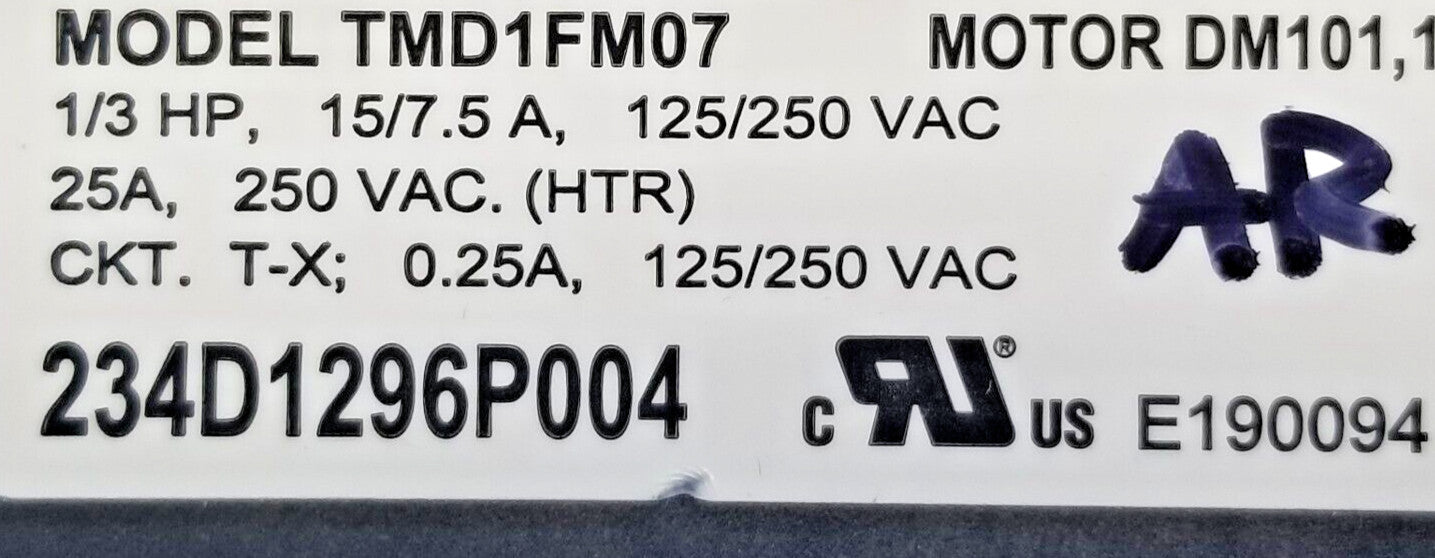 MODEL TMD1FM07 MOTOR DM101,1
1/3 HP, 15/7.5 A, 125/250 VAC
25A, 250 VAC. (HTR)
AR
CKT. T-X; 0.25A, 125/250 VAC
234D1296P004 c RU® US E190094